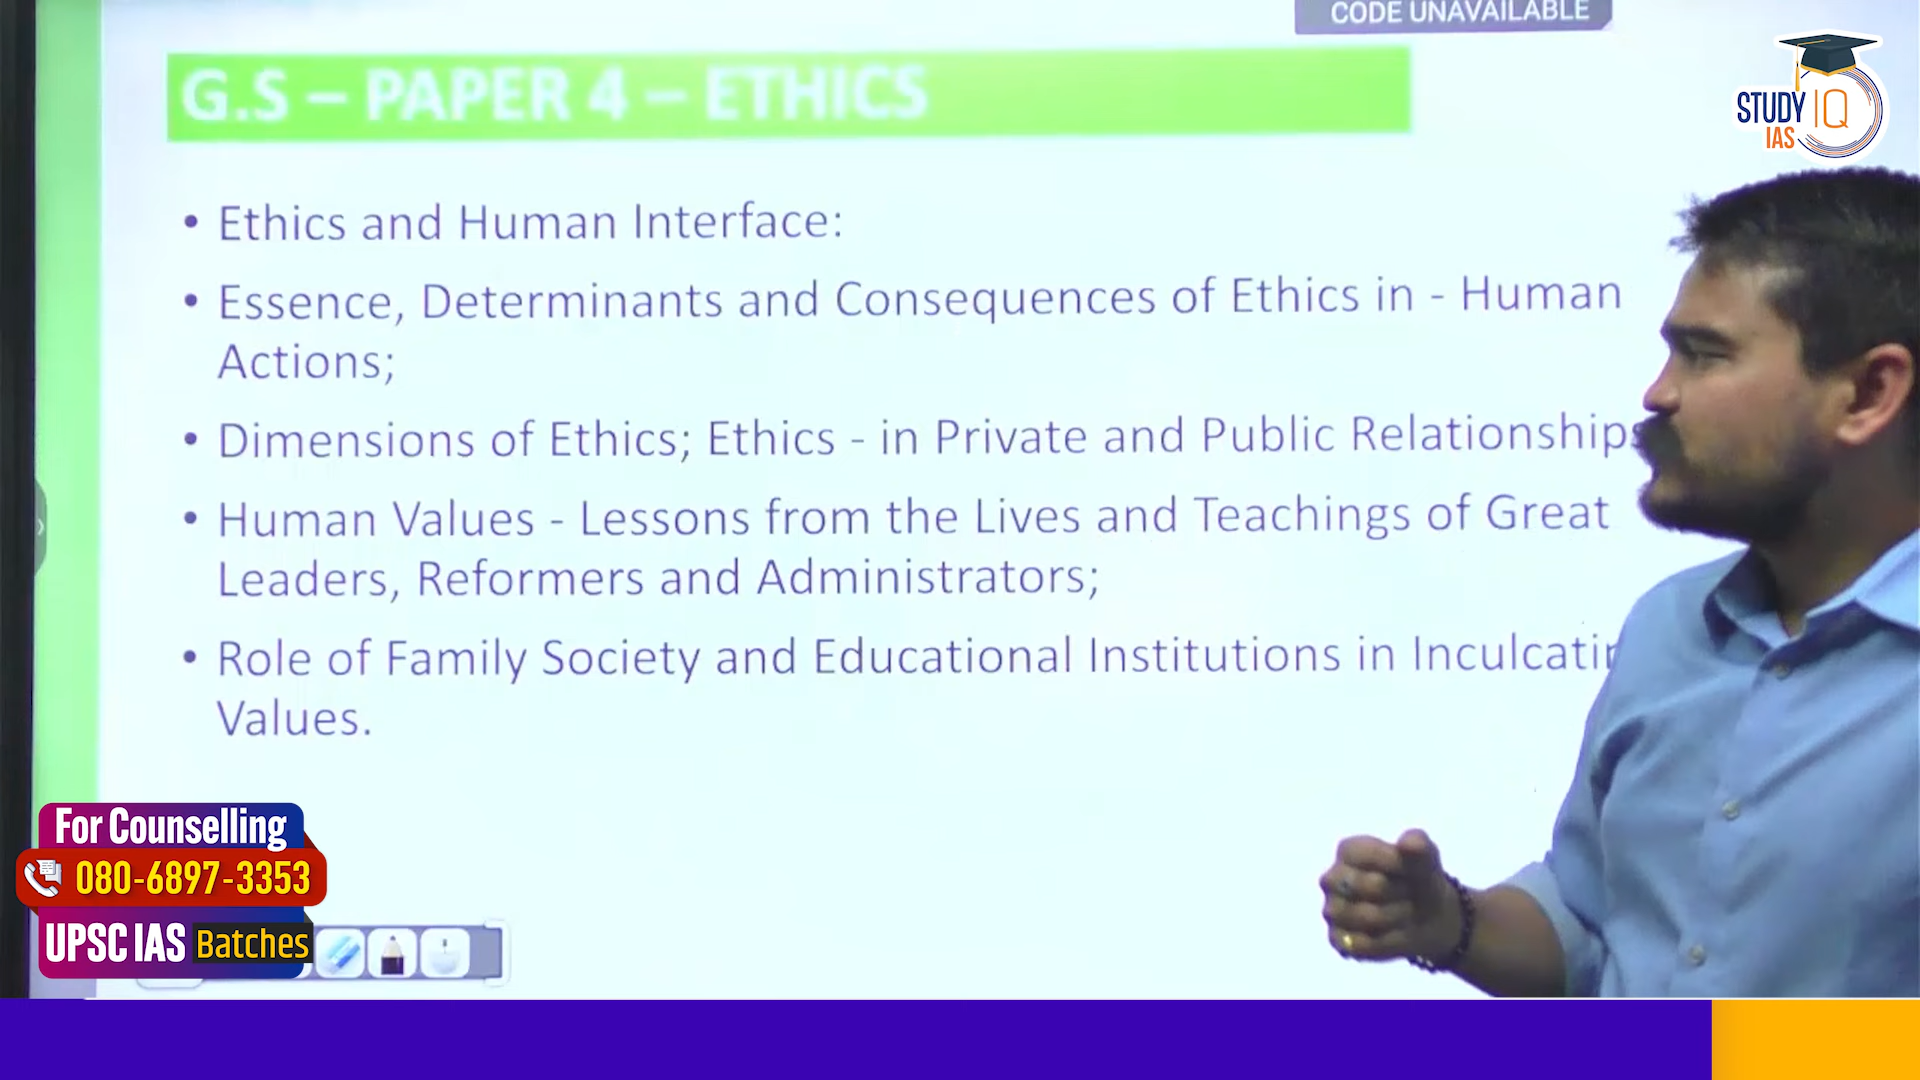 CODE UNAVAILABLE
G.S – PAPER 4 – ETHICS
STUDY IQ
IAS
• Ethics and Human Interface:
• Essence, Determinants and Consequences of Ethics in - Human
Actions;
• Dimensions of Ethics; Ethics - in Private and Public Relationships
• Human Values - Lessons from the Lives and Teachings of Great
Leaders, Reformers and Administrators;
• Role of Family Society and Educational Institutions in
Values.
For Counselling
080-6897-3353
UPSC IAS Batches